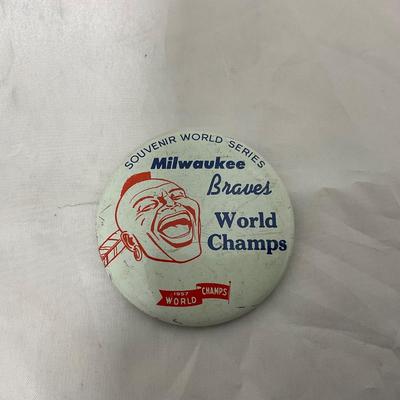 SOUVENIR WORLD SERIES
Milwaukee
Braves
World
Champs
1957
WORLD CHAMPS